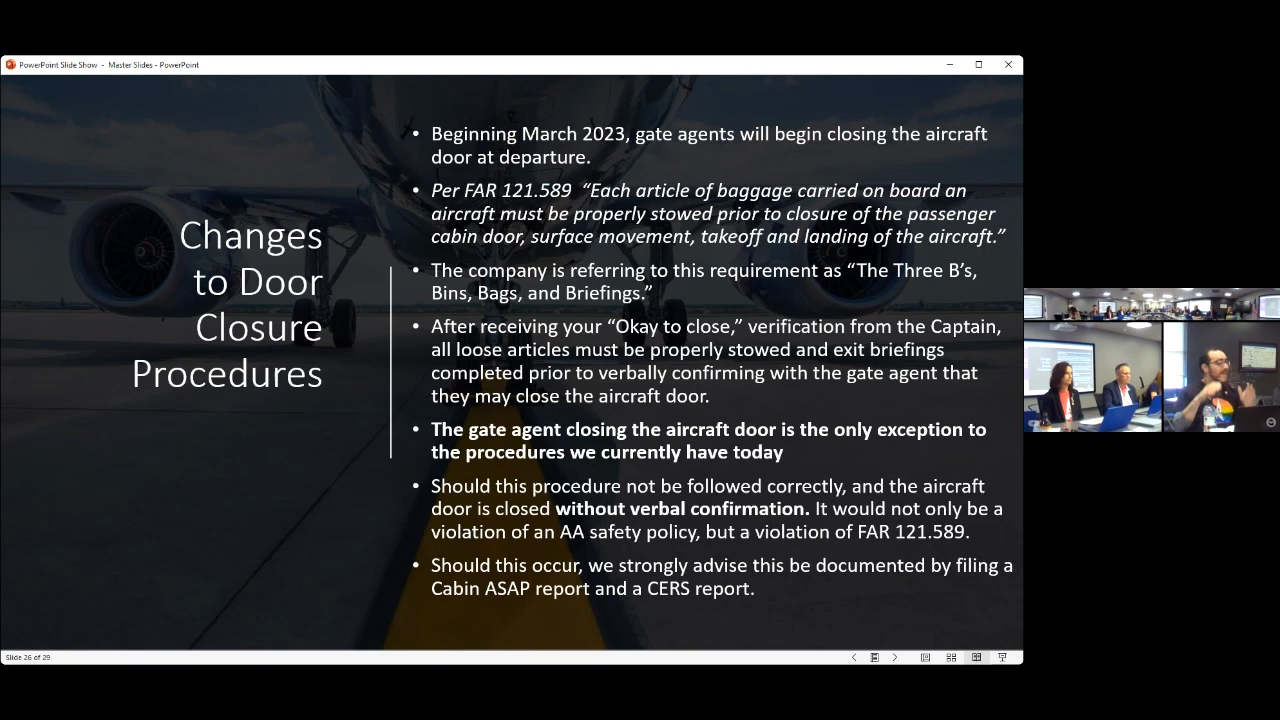 PowerPoint Slide Show - Master Slides - PowerPoint
Changes
to Door
Closure
Procedures
• Beginning March 2023, gate agents will begin closing the aircraft
door at departure.
• Per FAR 121.589 “Each article of baggage carried on board an
aircraft must be properly stowed prior to closure of the passenger
cabin door, surface movement, takeoff and landing of the aircraft.”
• The company is referring to this requirement as “The Three B’s,
Bins, Bags, and Briefings.”
• After receiving your “Okay to close,” verification from the Captain,
all loose articles must be properly stowed and exit briefings
completed prior to verbally confirming with the gate agent that
they may close the aircraft door.
• The gate agent closing the aircraft door is the only exception to
the procedures we currently have today
• Should this procedure not be followed correctly, and the aircraft
door is closed without verbal confirmation. It would not only be a
violation of an AA safety policy, but a violation of FAR 121.589.
• Should this occur, we strongly advise this be documented by filing a
Cabin ASAP report and a CERS report.
Slide 26 of 29